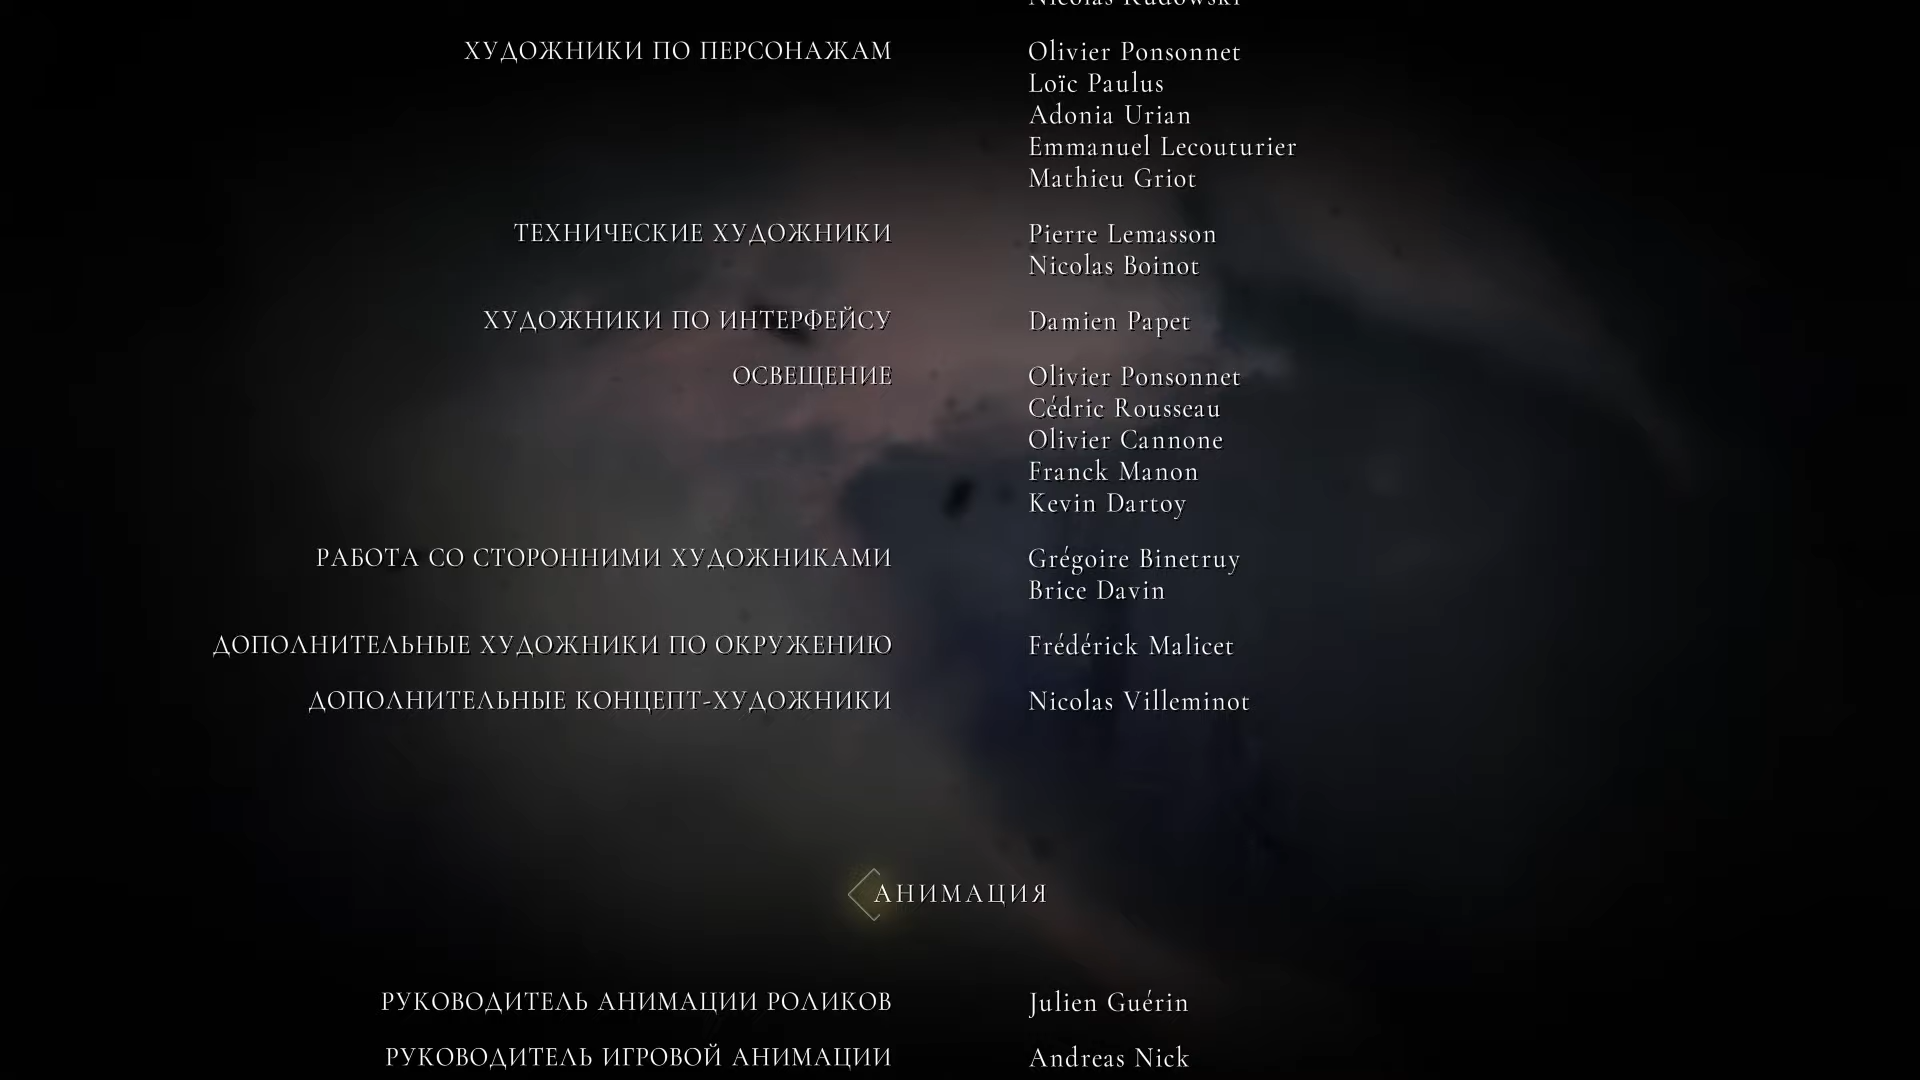 Nicolas Rudowski
ХУДОЖНИКИ ПО ПЕРСОНАЖАМ Olivier Ponsonnet
Loïc Paulus
Adonia Urian
Emmanuel Lecouturier
Mathieu Griot
ТЕХНИЧЕСКИЕ ХУДОЖНИКИ Pierre Lemasson
Nicolas Boinot
ХУДОЖНИКИ ПО ИНТЕРФЕЙСУ Damien Papet
ОСВЕЩЕНИЕ Olivier Ponsonnet
Cédric Rousseau
Olivier Cannone
Franck Manon
Kevin Dartoy
РАБОТА СО СТОРОННИМИ ХУДОЖНИКАМИ Grégoire Binetruy
Brice Davin
ДОПОЛНИТЕЛЬНЫЕ ХУДОЖНИКИ ПО ОКРУЖЕНИЮ Frédérick Malicet
ДОПОЛНИТЕЛЬНЫЕ КОНЦЕПТ-ХУДОЖНИКИ Nicolas Villeminot
АНИМАЦИЯ
РУКОВОДИТЕЛЬ АНИМАЦИИ РОЛИКОВ Julien Guérin
РУКОВОДИТЕЛЬ ИГРОВОЙ АНИМАЦИИ Andreas Nick